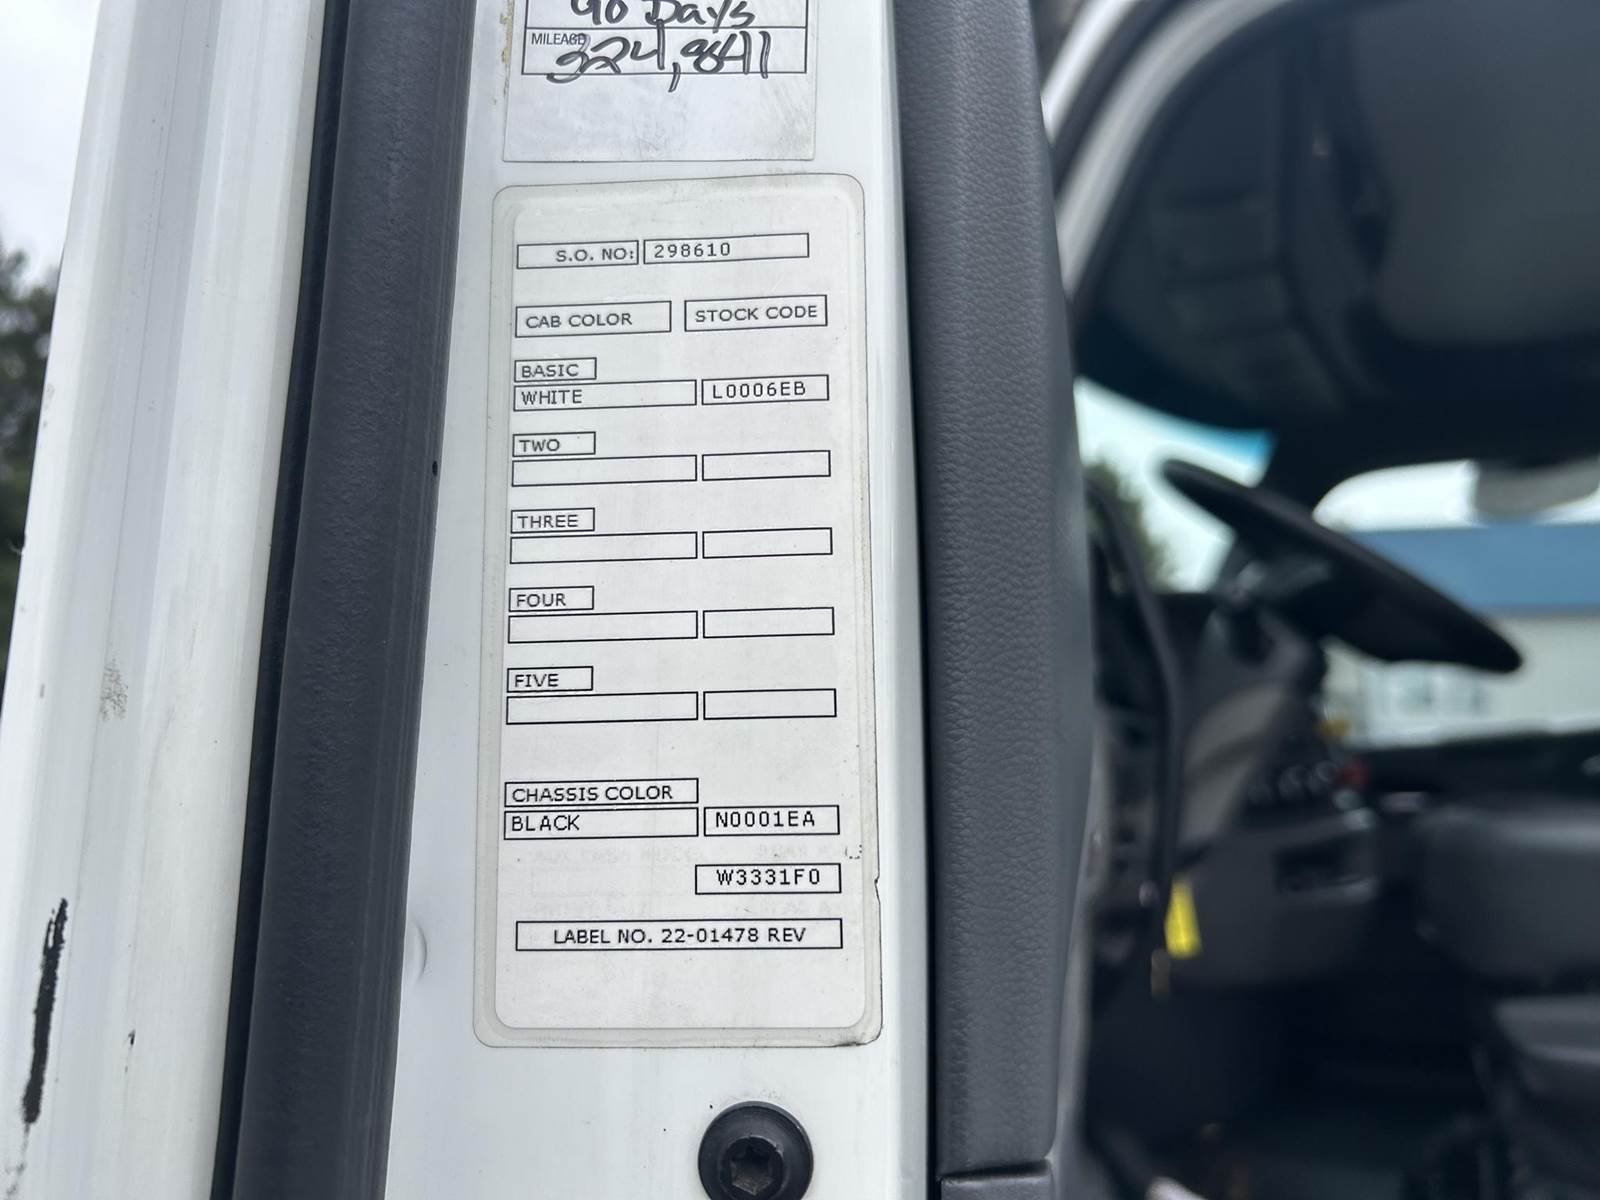 90 Days
MILEAGE
324,841
S.O. NO: 298610
CAB COLOR STOCK CODE
BASIC
WHITE L0006EB
TWO
THREE
FOUR
FIVE
CHASSIS COLOR
BLACK N0001EA
W3331F0
LABEL NO. 22-01478 REV